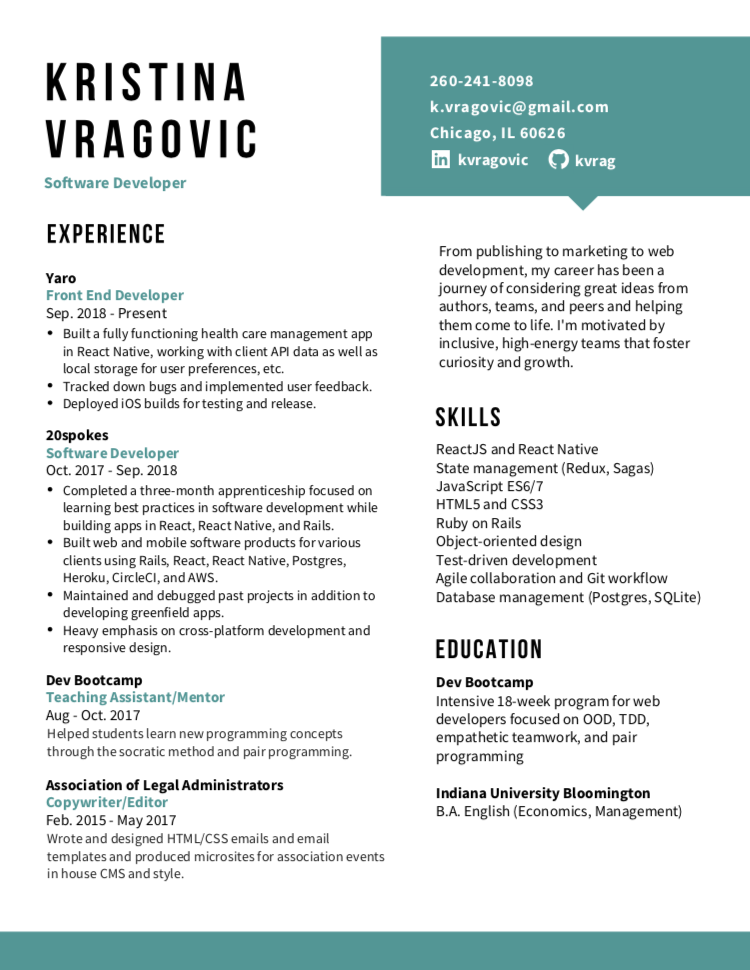 KRISTINA
VRAGOVIC
Software Developer
260-241-8098
k.vragovic@gmail.com
Chicago, IL 60626
in kvragovic kvrag
EXPERIENCE
Yaro
Front End Developer
Sep. 2018 - Present
• Built a fully functioning health care management app
in React Native, working with client API data as well as
local storage for user preferences, etc.
• Tracked down bugs and implemented user feedback.
• Deployed iOS builds for testing and release.
20spokes
Software Developer
Oct. 2017 - Sep. 2018
• Completed a three-month apprenticeship focused on
learning best practices in software development while
building apps in React, React Native, and Rails.
• Built web and mobile software products for various
clients using Rails, React, React Native, Postgres,
Heroku, CircleCI, and AWS.
• Maintained and debugged past projects in addition to
developing greenfield apps.
• Heavy emphasis on cross-platform development and
responsive design.
Dev Bootcamp
Teaching Assistant/Mentor
Aug - Oct. 2017
Helped students learn new programming concepts
through the socratic method and pair programming.
Association of Legal Administrators
Copywriter/Editor
Feb. 2015 - May 2017
Wrote and designed HTML/CSS emails and email
templates and produced microsites for association events
in house CMS and style.
From publishing to marketing to web
development, my career has been a
journey of considering great ideas from
authors, teams, and peers and helping
them come to life. I'm motivated by
inclusive, high-energy teams that foster
curiosity and growth.
SKILLS
ReactJS and React Native
State management (Redux, Sagas)
JavaScript ES6/7
HTML5 and CSS3
Ruby on Rails
Object-oriented design
Test-driven development
Agile collaboration and Git workflow
Database management (Postgres, SQLite)
EDUCATION
Dev Bootcamp
Intensive 18-week program for web
developers focused on OOD, TDD,
empathetic teamwork, and pair
programming
Indiana University Bloomington
B.A. English (Economics, Management)